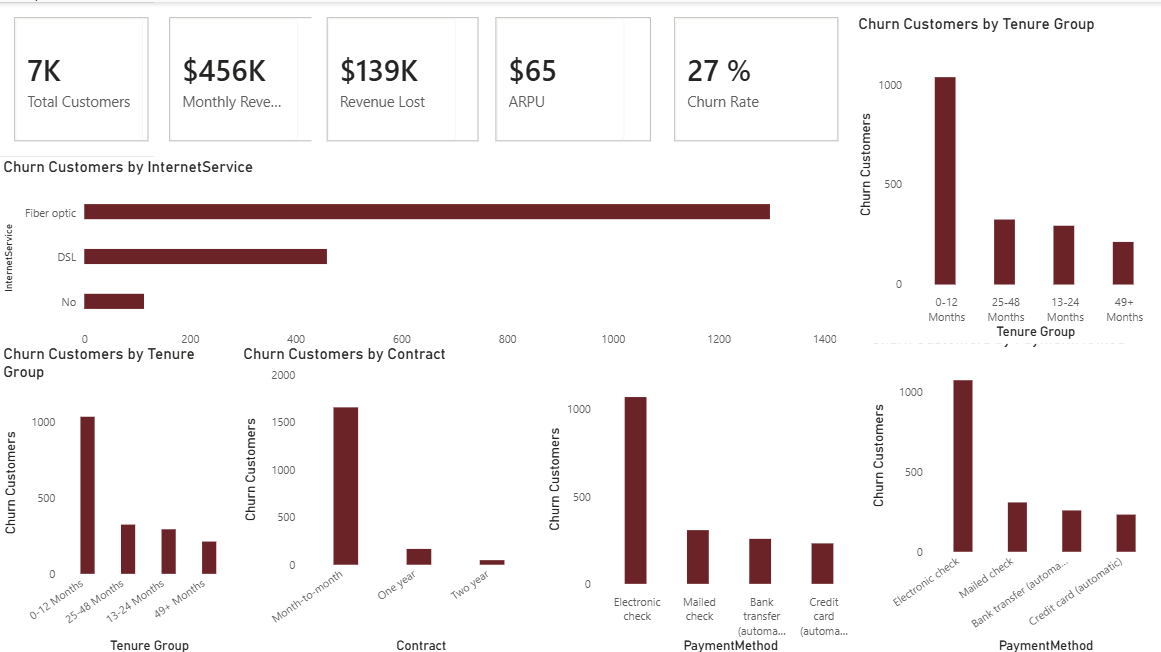 7K
Total Customers
$456K
Monthly Reve...
$139K
Revenue Lost
$65
ARPU
27 %
Churn Rate
Churn Customers by Tenure Group
Churn Customers
1000
500
0
0-12
Months
25-48
Months
13-24
Months
49+
Months
Tenure Group
Churn Customers by InternetService
InternetService
Fiber optic
DSL
No
0
200
400
600
800
1000
1200
1400
Churn Customers by Tenure
Group
Churn Customers
1000
500
0
0-12 Months
25-48 Months
13-24 Months
49+ Months
Tenure Group
Churn Customers by Contract
Churn Customers
2000
1500
1000
500
0
Month-to-month
One year
Two year
Contract
Churn Customers
1000
500
0
Electronic
check
Mailed
check
Bank
transfer
(automa...
Credit
card
(automa...
PaymentMethod
Churn Customers
1000
500
0
Electronic check
Mailed check
Bank transfer (automa...
Credit card (automatic)
PaymentMethod